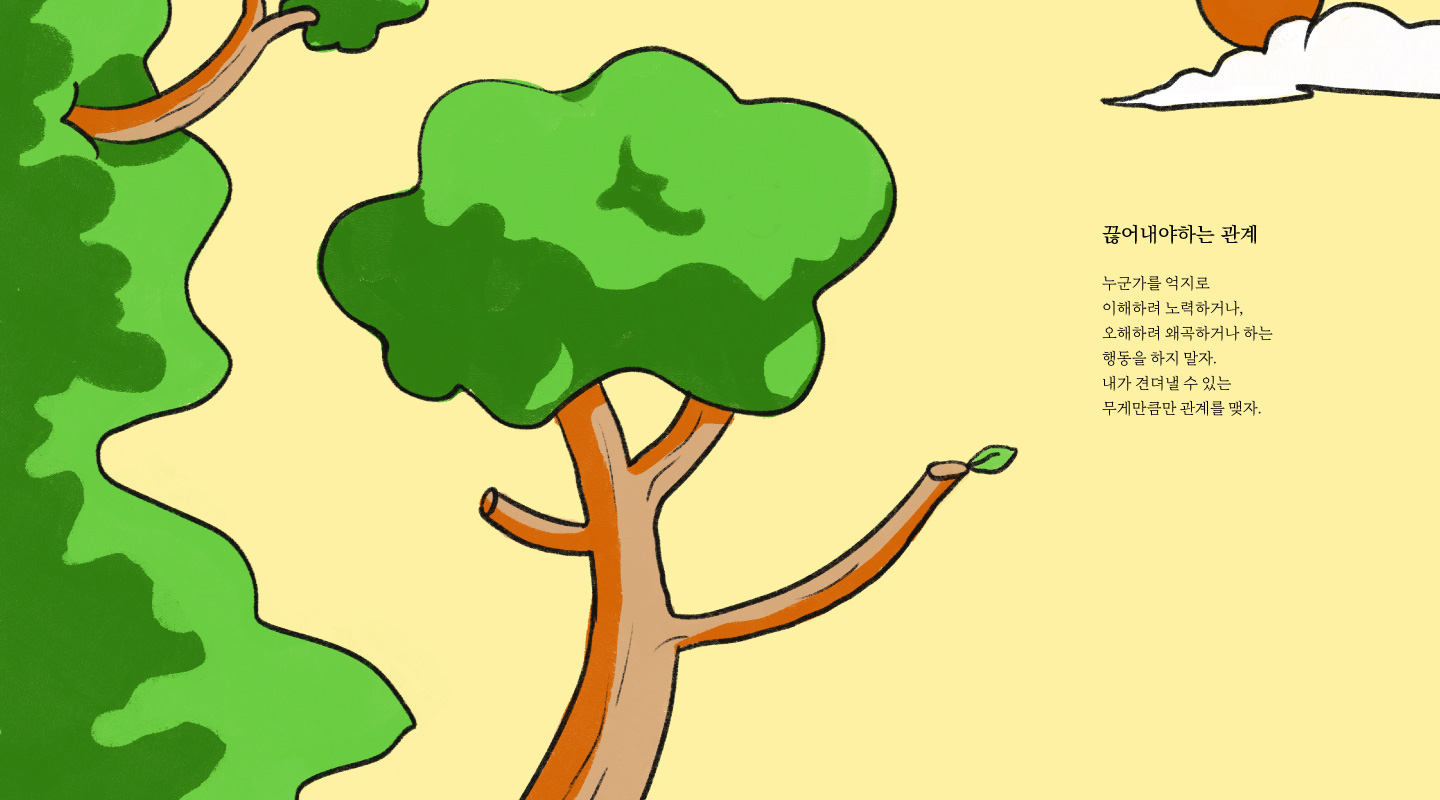 끊어내야하는 관계
누군가를 억지로
이해하려 노력하거나,
오해하려 왜곡하거나 하는
행동을 하지 말자.
내가 견뎌낼 수 있는
무게만큼만 관계를 맺자.